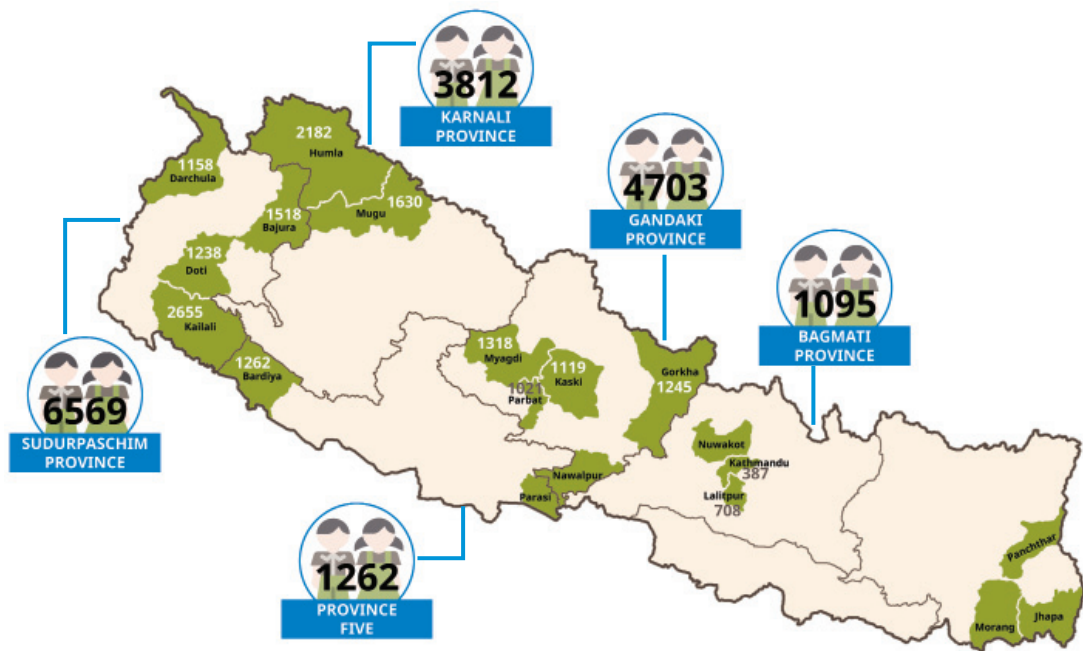 3812
KARNALI
PROVINCE
2182
Humla
1158
Darchula
4703
GANDAKI
PROVINCE
1518
Bajura
1630
Mugu
1238
Doti
1095
BAGMATI
PROVINCE
2655
Kailali
1262
Bardiya
1318
Myagdi
1119
Kaski
1021
Parbat
Gorkha
1245
6569
SUDURPASCHIM
PROVINCE
Nuwakot
Kathmandu
387
Lalitpur
708
Nawalpur
Parasi
1262
PROVINCE
FIVE
Panchthar
Morang
Jhapa